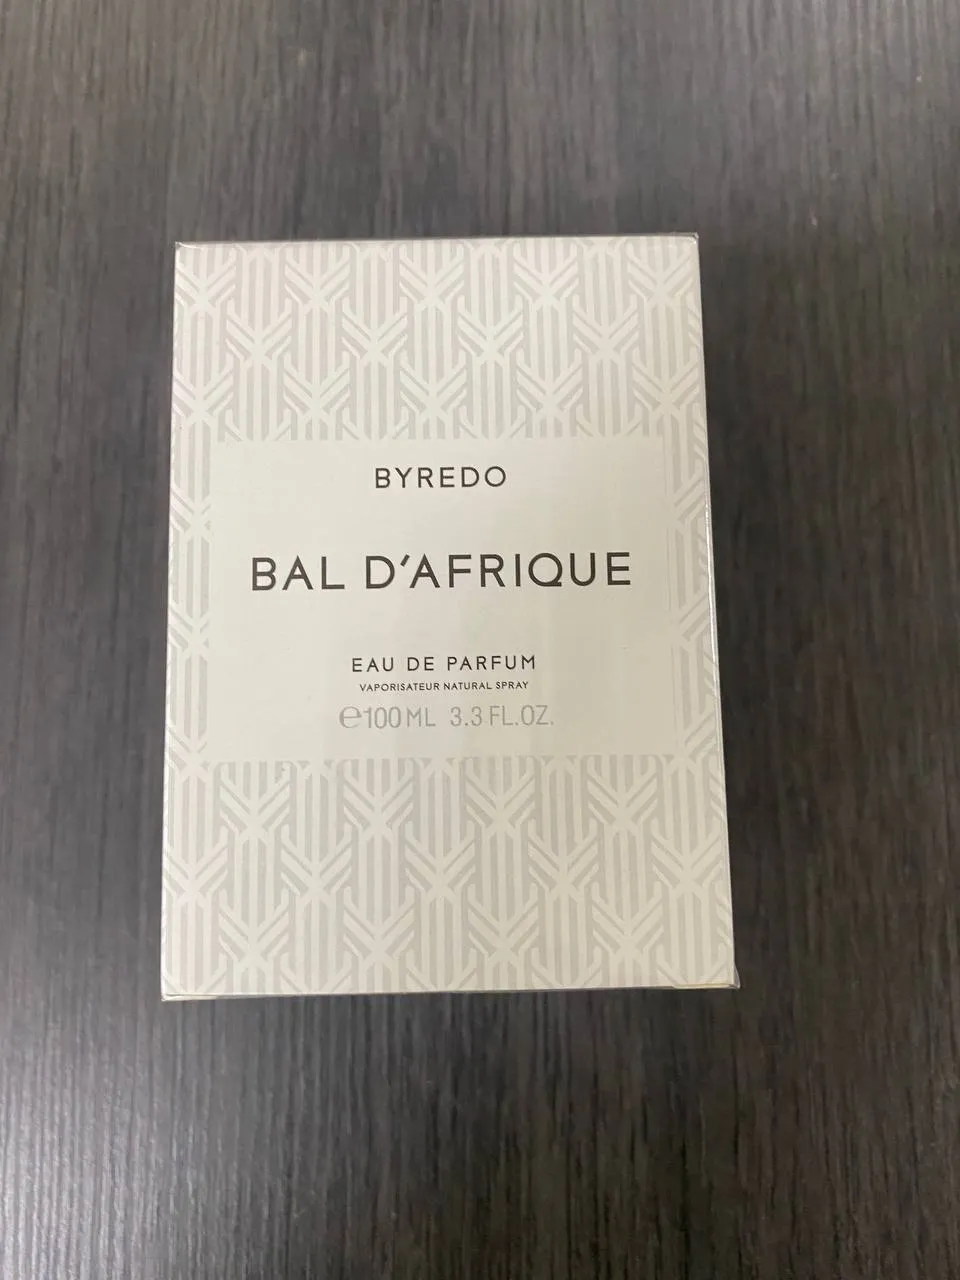 BYREDO
BAL D'AFRIQUE
EAU DE PARFUM
VAPORISATEUR NATURAL SPRAY
℮100 ML 3.3 FL.OZ.